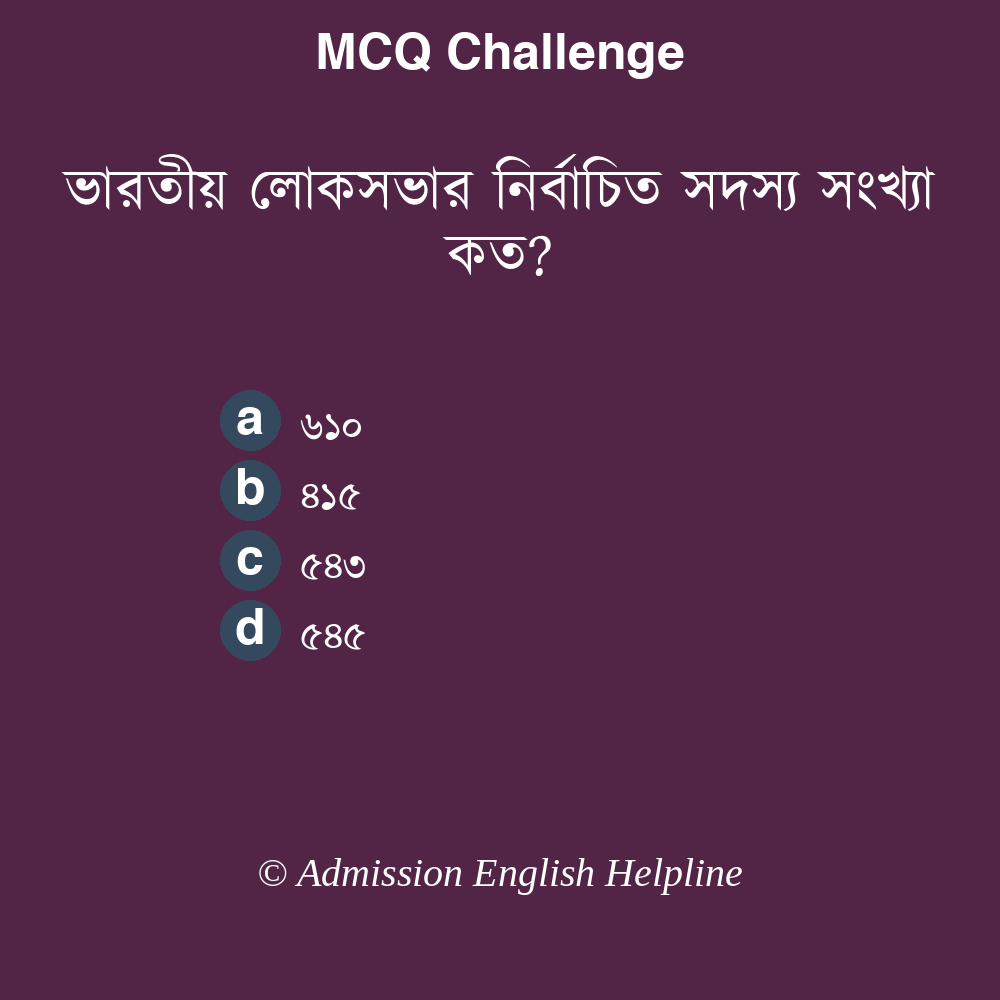 MCQ Challenge
ভারতীয় লোকসভার নির্বাচিত সদস্য সংখ্যা
কত?
a ৬১০
b ৪১৫
c ৫৪৩
d ৫৪৫
© Admission English Helpline